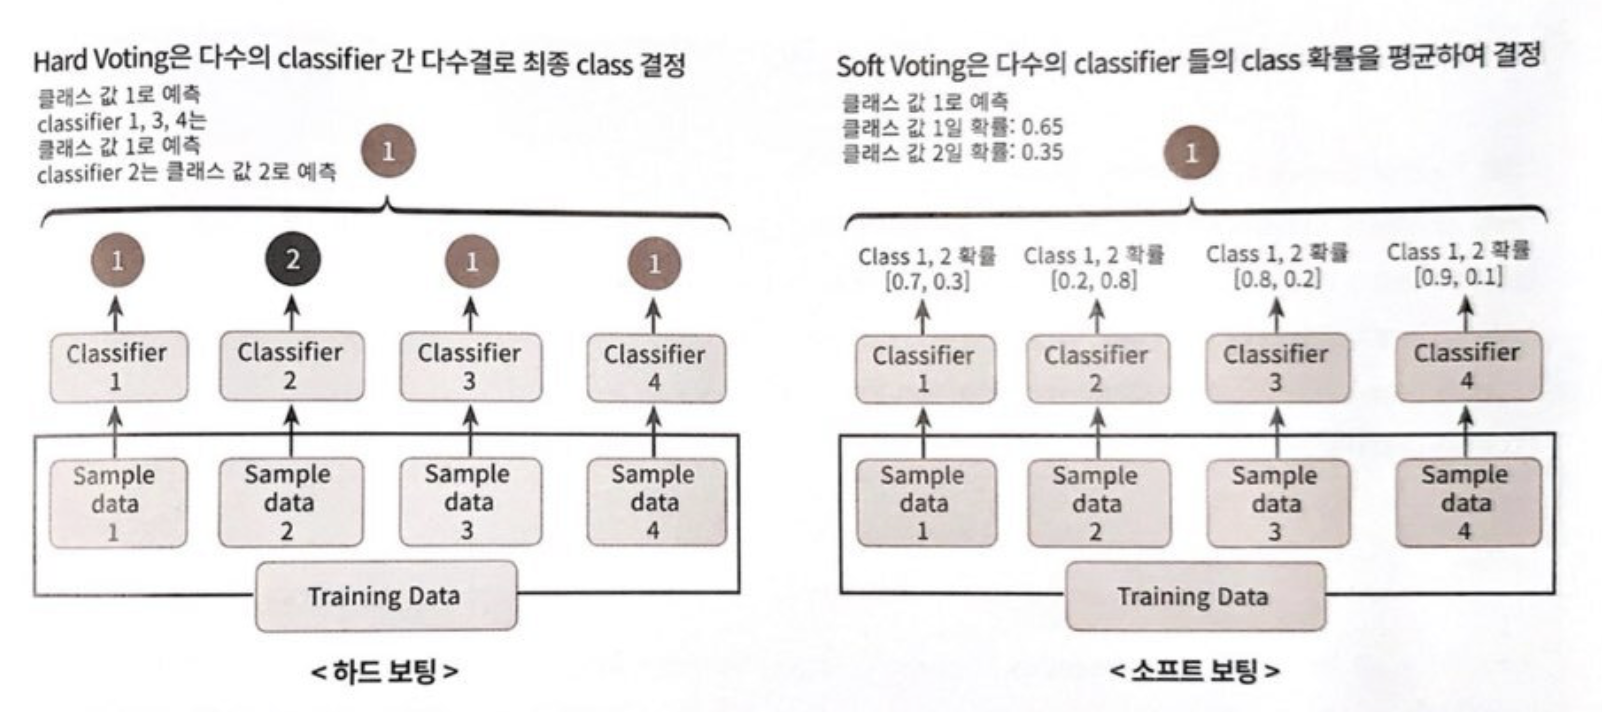 Hard Voting은 다수의 classifier 간 다수결로 최종 class 결정
클래스 값 1로 예측
classifier 1, 3, 4는
클래스 값 1로 예측
classifier 2는 클래스 값 2로 예측
1
1
2
1
1
Classifier
1
Classifier
2
Classifier
3
Classifier
4
Sample
data
1
Sample
data
2
Sample
data
3
Sample
data
4
Training Data
< 하드 보팅 >
Soft Voting은 다수의 classifier 들의 class 확률을 평균하여 결정
클래스 값 1로 예측
클래스 값 1일 확률: 0.65
클래스 값 2일 확률: 0.35
1
Class 1, 2 확률
[0.7, 0.3]
Class 1, 2 확률
[0.2, 0.8]
Class 1, 2 확률
[0.8, 0.2]
Class 1, 2 확률
[0.9, 0.1]
Classifier
1
Classifier
2
Classifier
3
Classifier
4
Sample
data
1
Sample
data
2
Sample
data
3
Sample
data
4
Training Data
< 소프트 보팅 >